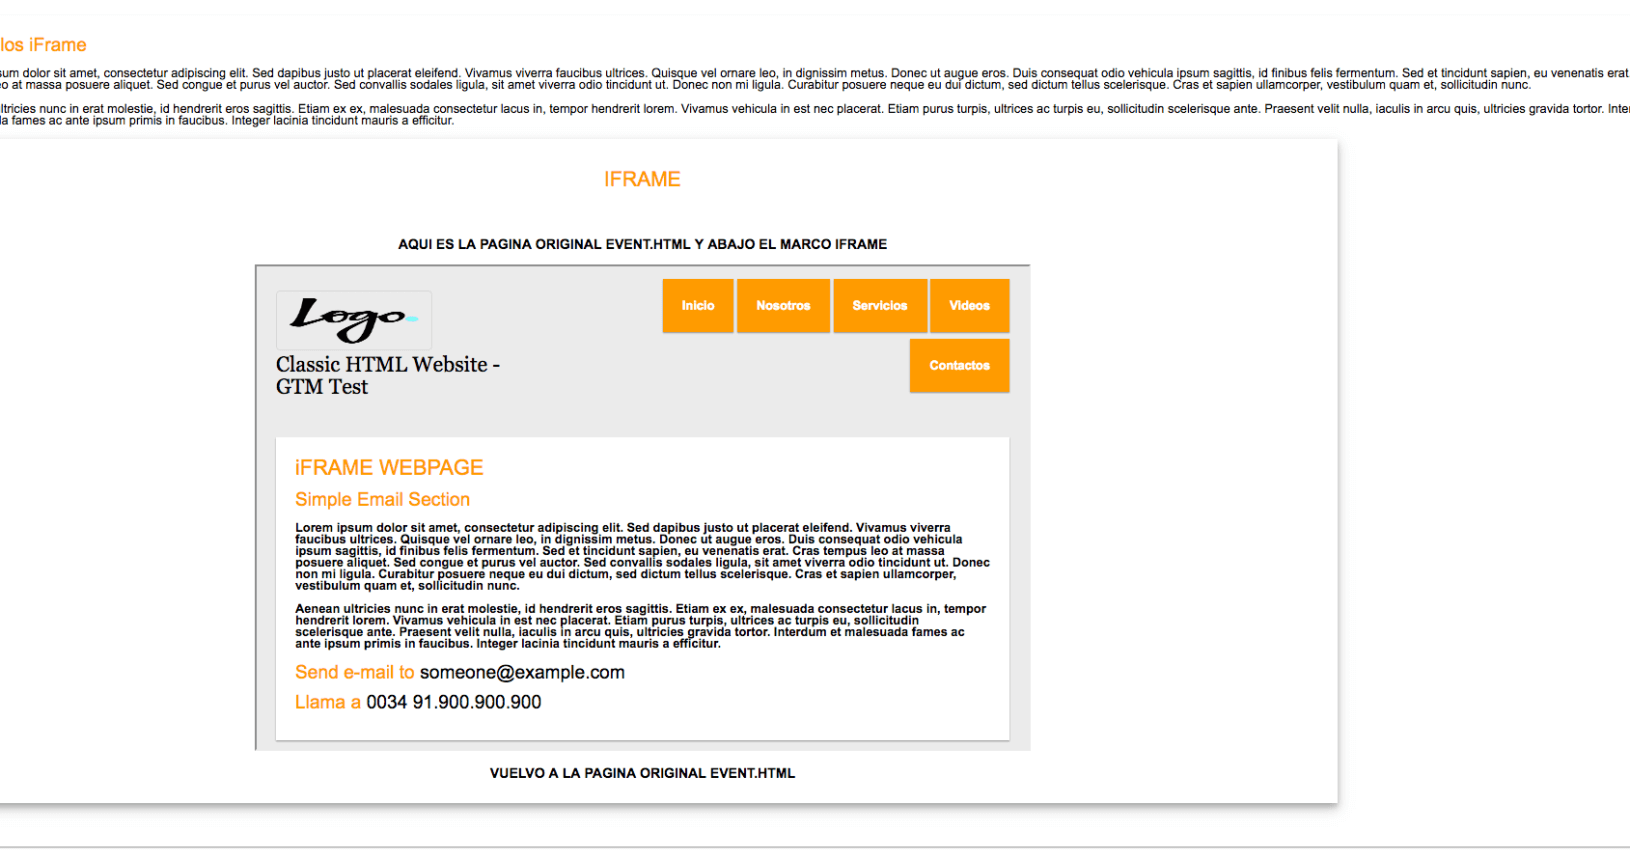 los iFrame
sum dolor sit amet, consectetur adipiscing elit. Sed dapibus justo ut placerat eleifend. Vivamus viverra faucibus ultrices. Quisque vel ornare leo, in dignissim metus. Donec ut augue eros. Duis consequat odio vehicula ipsum sagittis, id finibus felis fermentum. Sed et tincidunt sapien, eu venenatis erat
o at massa posuere aliquet. Sed congue et purus vel auctor. Sed convallis sodales ligula, sit amet viverra odio tincidunt ut. Donec non mi ligula. Curabitur posuere neque eu dui dictum, sed dictum tellus scelerisque. Cras et sapien ullamcorper, vestibulum quam et, sollicitudin nunc.
ltricies nunc in erat molestie, id hendrerit eros sagittis. Etiam ex ex, malesuada consectetur lacus in, tempor hendrerit lorem. Vivamus vehicula in est nec placerat. Etiam purus turpis, ultrices ac turpis eu, sollicitudin scelerisque ante. Praesent velit nulla, iaculis in arcu quis, ultricies gravida tortor. Inter
la fames ac ante ipsum primis in faucibus. Integer lacinia tincidunt mauris a efficitur.
IFRAME
AQUI ES LA PAGINA ORIGINAL EVENT.HTML Y ABAJO EL MARCO IFRAME
Logo
Inicio Nosotros Servicios Videos
Contactos
Classic HTML Website -
GTM Test
iFRAME WEBPAGE
Simple Email Section
Lorem ipsum dolor sit amet, consectetur adipiscing elit. Sed dapibus justo ut placerat eleifend. Vivamus viverra
faucibus ultrices. Quisque vel ornare leo, in dignissim metus. Donec ut augue eros. Duis consequat odio vehicula
ipsum sagittis, id finibus felis fermentum. Sed et tincidunt sapien, eu venenatis erat. Cras tempus leo at massa
posuere aliquet. Sed congue et purus vel auctor. Sed convallis sodales ligula, sit amet viverra odio tincidunt ut. Donec
non mi ligula. Curabitur posuere neque eu dui dictum, sed dictum tellus scelerisque. Cras et sapien ullamcorper,
vestibulum quam et, sollicitudin nunc.
Aenean ultricies nunc in erat molestie, id hendrerit eros sagittis. Etiam ex ex, malesuada consectetur lacus in, tempor
hendrerit lorem. Vivamus vehicula in est nec placerat. Etiam purus turpis, ultrices ac turpis eu, sollicitudin
scelerisque ante. Praesent velit nulla, iaculis in arcu quis, ultricies gravida tortor. Interdum et malesuada fames ac
ante ipsum primis in faucibus. Integer lacinia tincidunt mauris a efficitur.
Send e-mail to someone@example.com
Llama a 0034 91.900.900.900
VUELVO A LA PAGINA ORIGINAL EVENT.HTML